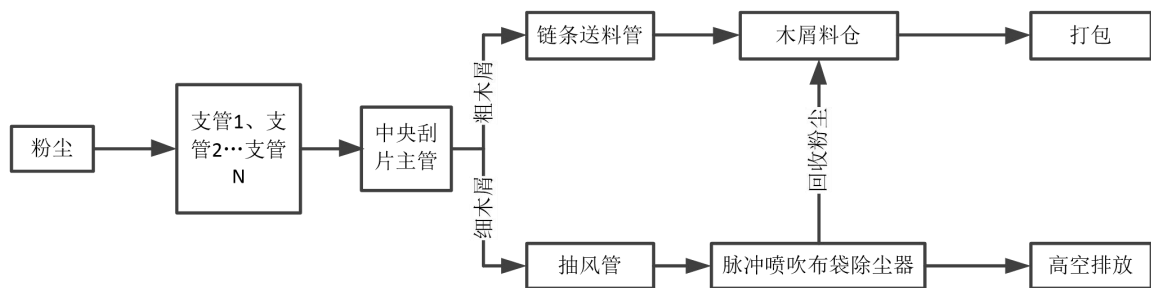 粉尘
支管1、支
管2…支管
N
中央刮
片主管
粗木屑
细木屑
链条送料管
木屑料仓
打包
回收粉尘
抽风管
脉冲喷吹布袋除尘器
高空排放